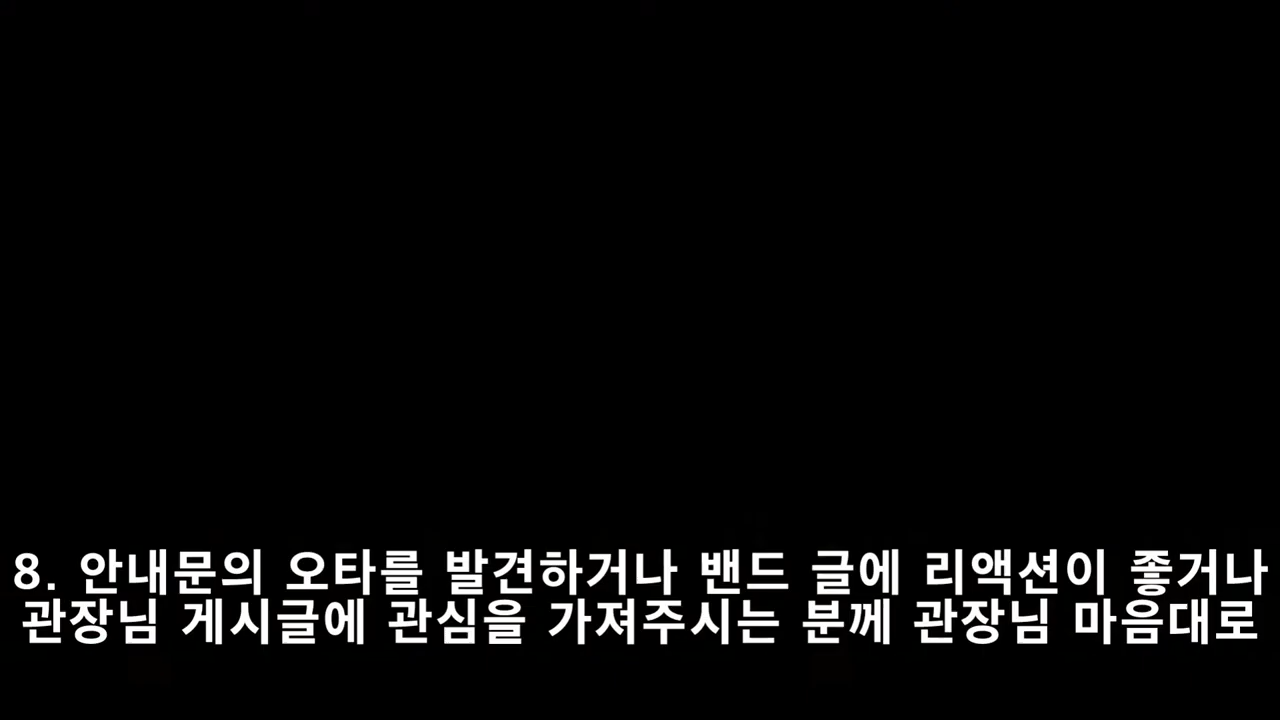 8. 안내문의 오타를 발견하거나 밴드 글에 리액션이 좋거나
관장님 게시글에 관심을 가져주시는 분께 관장님 마음대로